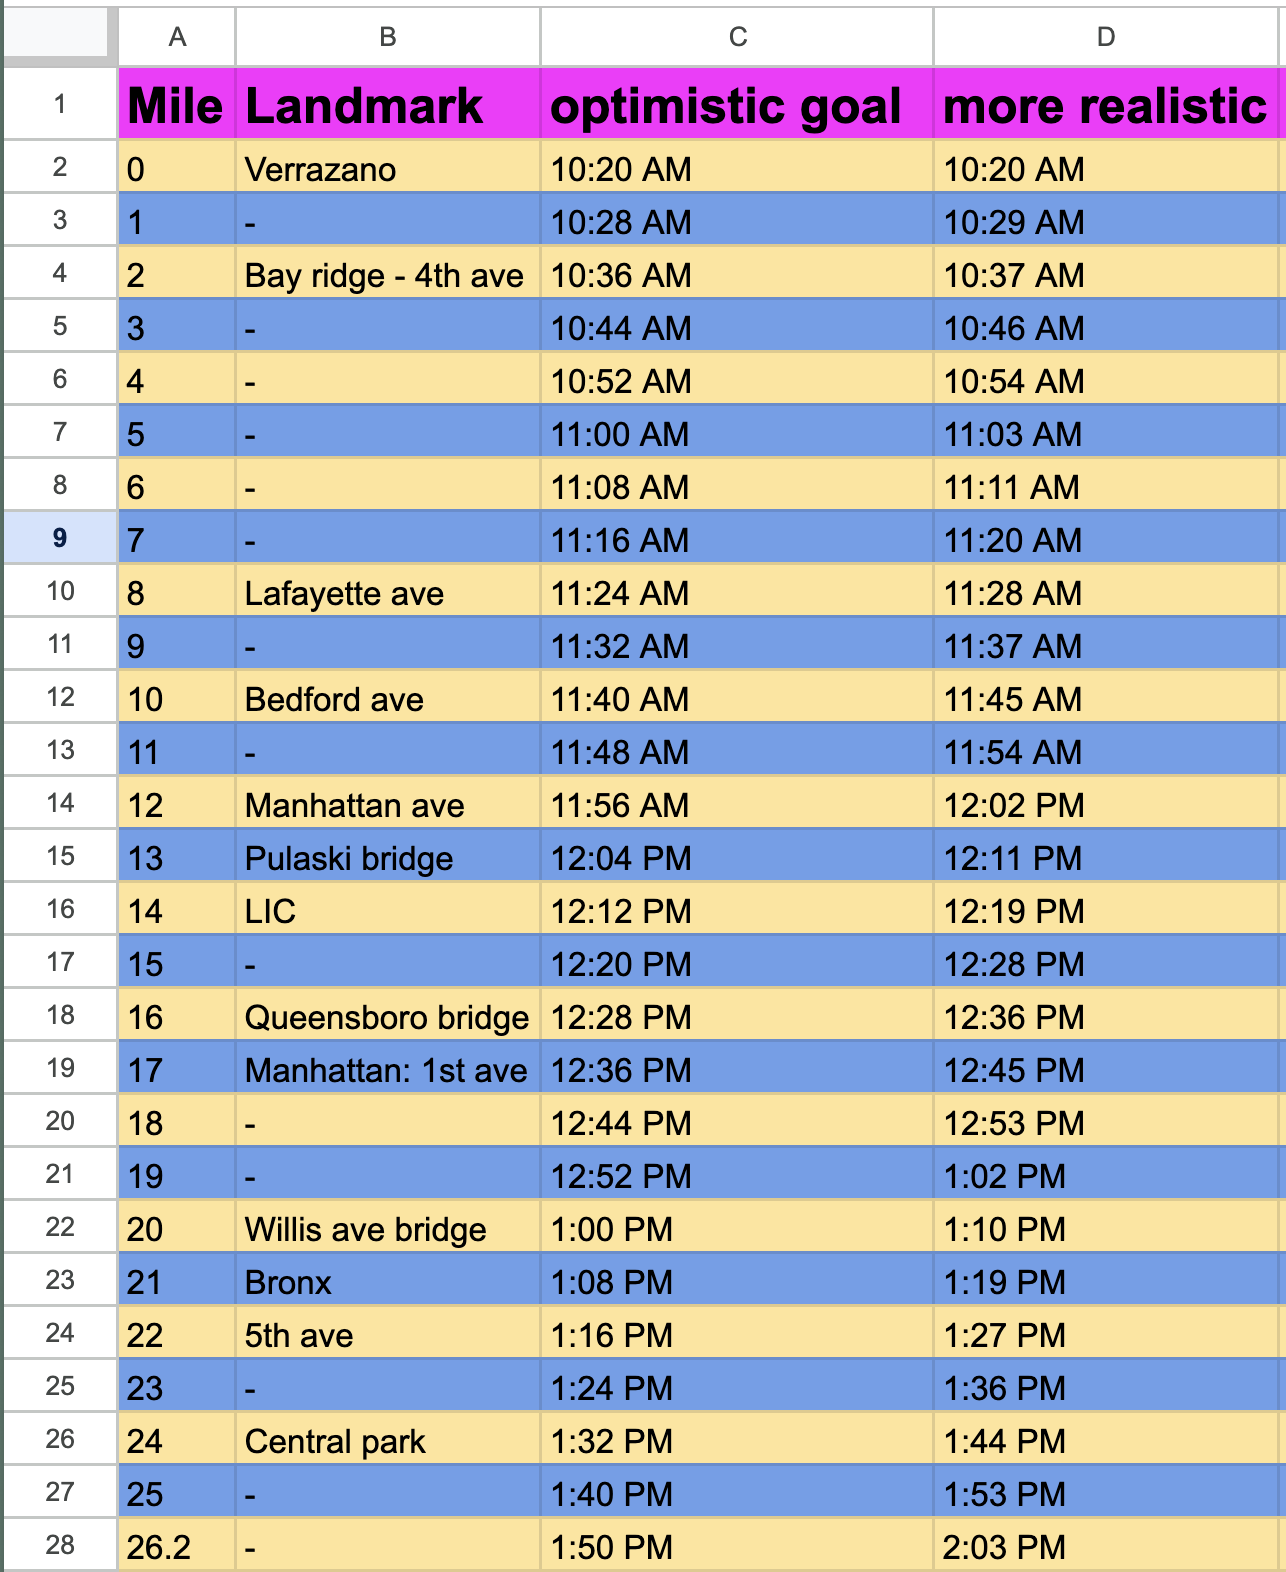 A B C D
1 Mile Landmark optimistic goal more realistic
2 0 Verrazano 10:20 AM 10:20 AM
3 1 - 10:28 AM 10:29 AM
4 2 Bay ridge - 4th ave 10:36 AM 10:37 AM
5 3 - 10:44 AM 10:46 AM
6 4 - 10:52 AM 10:54 AM
7 5 - 11:00 AM 11:03 AM
8 6 - 11:08 AM 11:11 AM
9 7 - 11:16 AM 11:20 AM
10 8 Lafayette ave 11:24 AM 11:28 AM
11 9 - 11:32 AM 11:37 AM
12 10 Bedford ave 11:40 AM 11:45 AM
13 11 - 11:48 AM 11:54 AM
14 12 Manhattan ave 11:56 AM 12:02 PM
15 13 Pulaski bridge 12:04 PM 12:11 PM
16 14 LIC 12:12 PM 12:19 PM
17 15 - 12:20 PM 12:28 PM
18 16 Queensboro bridge 12:28 PM 12:36 PM
19 17 Manhattan: 1st ave 12:36 PM 12:45 PM
20 18 - 12:44 PM 12:53 PM
21 19 - 12:52 PM 1:02 PM
22 20 Willis ave bridge 1:00 PM 1:10 PM
23 21 Bronx 1:08 PM 1:19 PM
24 22 5th ave 1:16 PM 1:27 PM
25 23 - 1:24 PM 1:36 PM
26 24 Central park 1:32 PM 1:44 PM
27 25 - 1:40 PM 1:53 PM
28 26.2 - 1:50 PM 2:03 PM